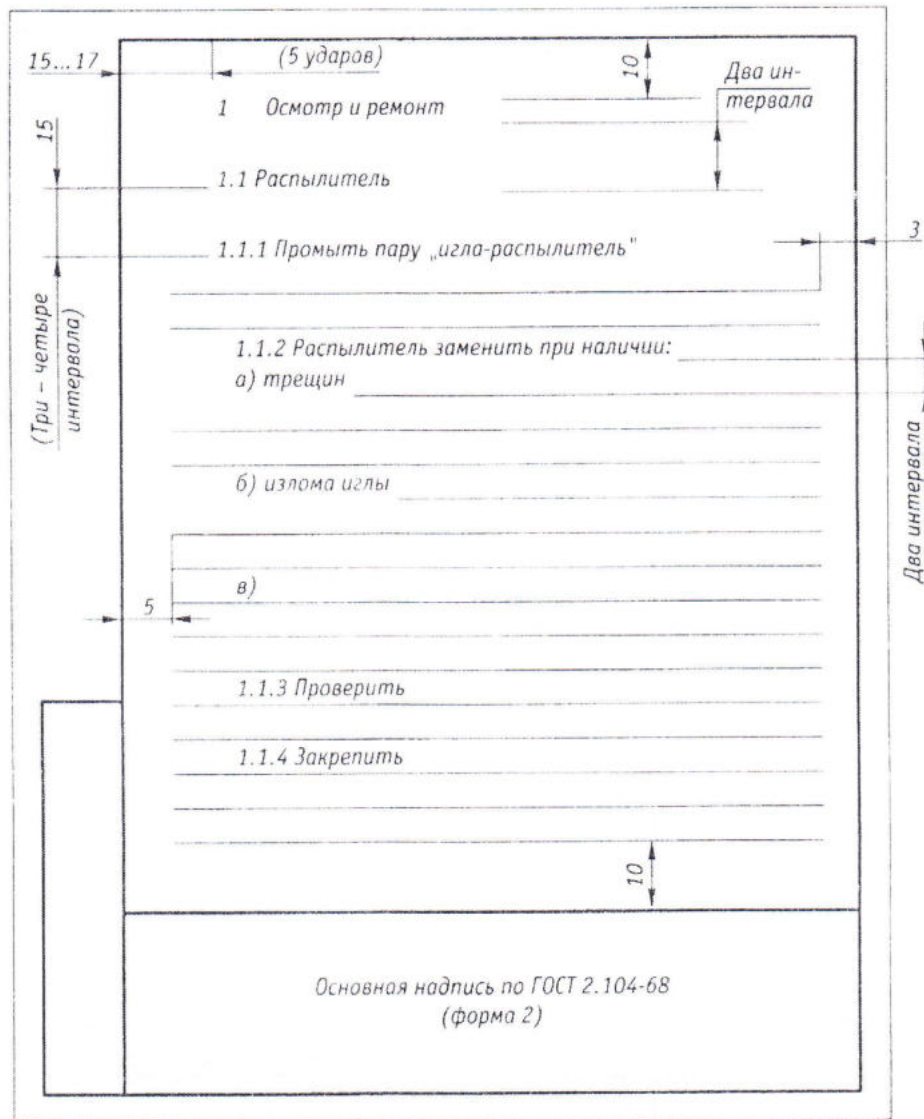 15...17
(5 ударов)
10
Два ин-
тервала
1 Осмотр и ремонт
15
1.1 Распылитель
1.1.1 Промыть пару „игла-распылитель"
3
(Три – четыре
интервала)
1.1.2 Распылитель заменить при наличии:
а) трещин
Два интервала
б) излома иглы
в)
5
1.1.3 Проверить
1.1.4 Закрепить
10
Основная надпись по ГОСТ 2.104-68
(форма 2)